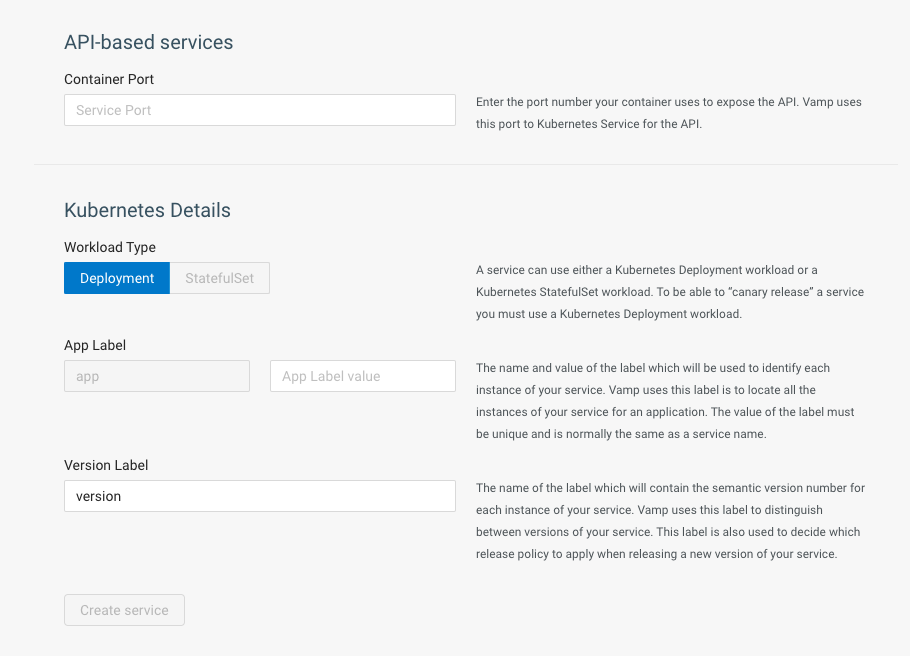 API-based services
Container Port
Service Port
Enter the port number your container uses to expose the API. Vamp uses
this port to Kubernetes Service for the API.
Kubernetes Details
Workload Type
Deployment StatefulSet
A service can use either a Kubernetes Deployment workload or a
Kubernetes StatefulSet workload. To be able to “canary release” a service
you must use a Kubernetes Deployment workload.
App Label
app App Label value
The name and value of the label which will be used to identify each
instance of your service. Vamp uses this label is to locate all the
instances of your service for an application. The value of the label must
be unique and is normally the same as a service name.
Version Label
version
The name of the label which will contain the semantic version number for
each instance of your service. Vamp uses this label to distinguish
between versions of your service. This label is also used to decide which
release policy to apply when releasing a new version of your service.
Create service